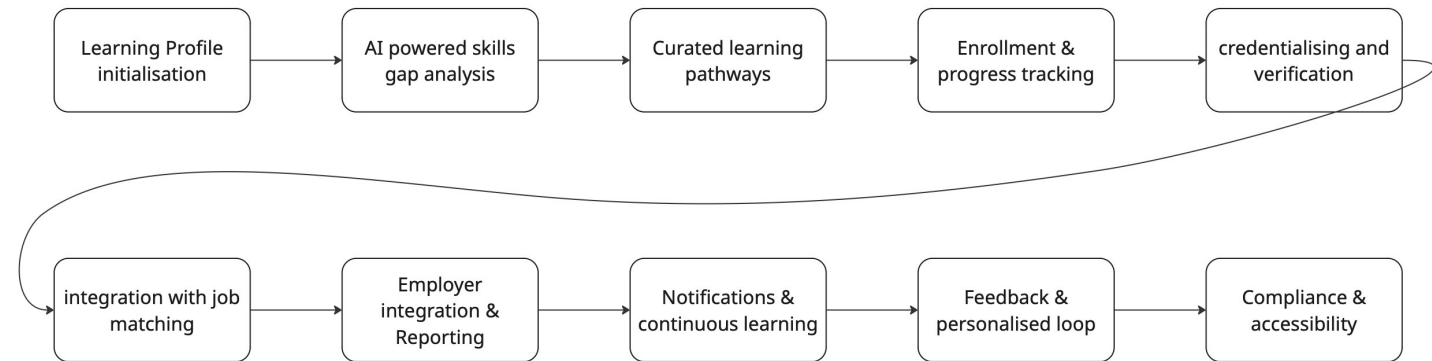 Learning Profile
initialisation
AI powered skills
gap analysis
Curated learning
pathways
Enrollment &
progress tracking
credentialising and
verification
integration with job
matching
Employer
integration &
Reporting
Notifications &
continuous learning
Feedback &
personalised loop
Compliance &
accessibility